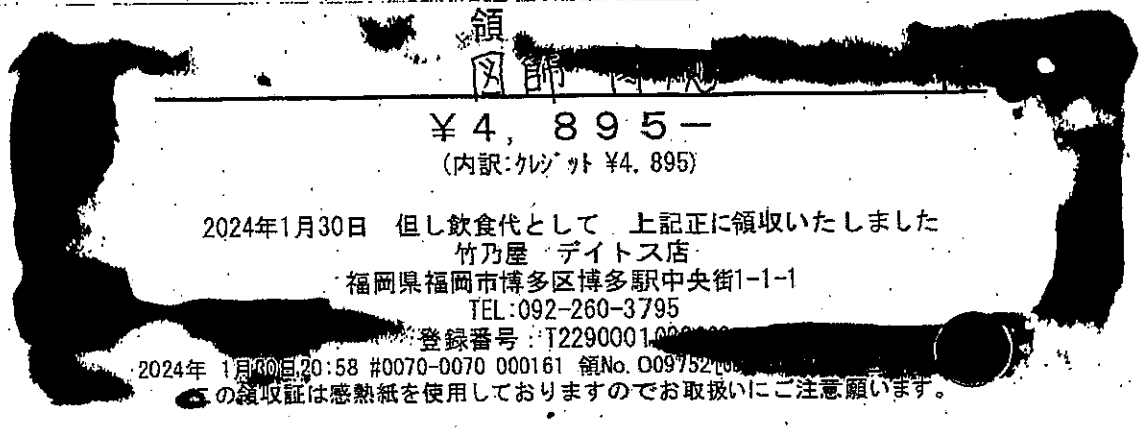 領
図師
¥4,895-
(内訳:クレジット ¥4,895)
2024年1月30日 但し飲食代として 上記正に領収いたしました
竹乃屋 デイトス店
福岡県福岡市博多区博多駅中央街1-1-1
TEL:092-260-3795
登録番号:T2290001
2024年 1月30日20:58 #0070-0070 000161 領No.009752
この領収証は感熱紙を使用しておりますのでお取扱いにご注意願います。